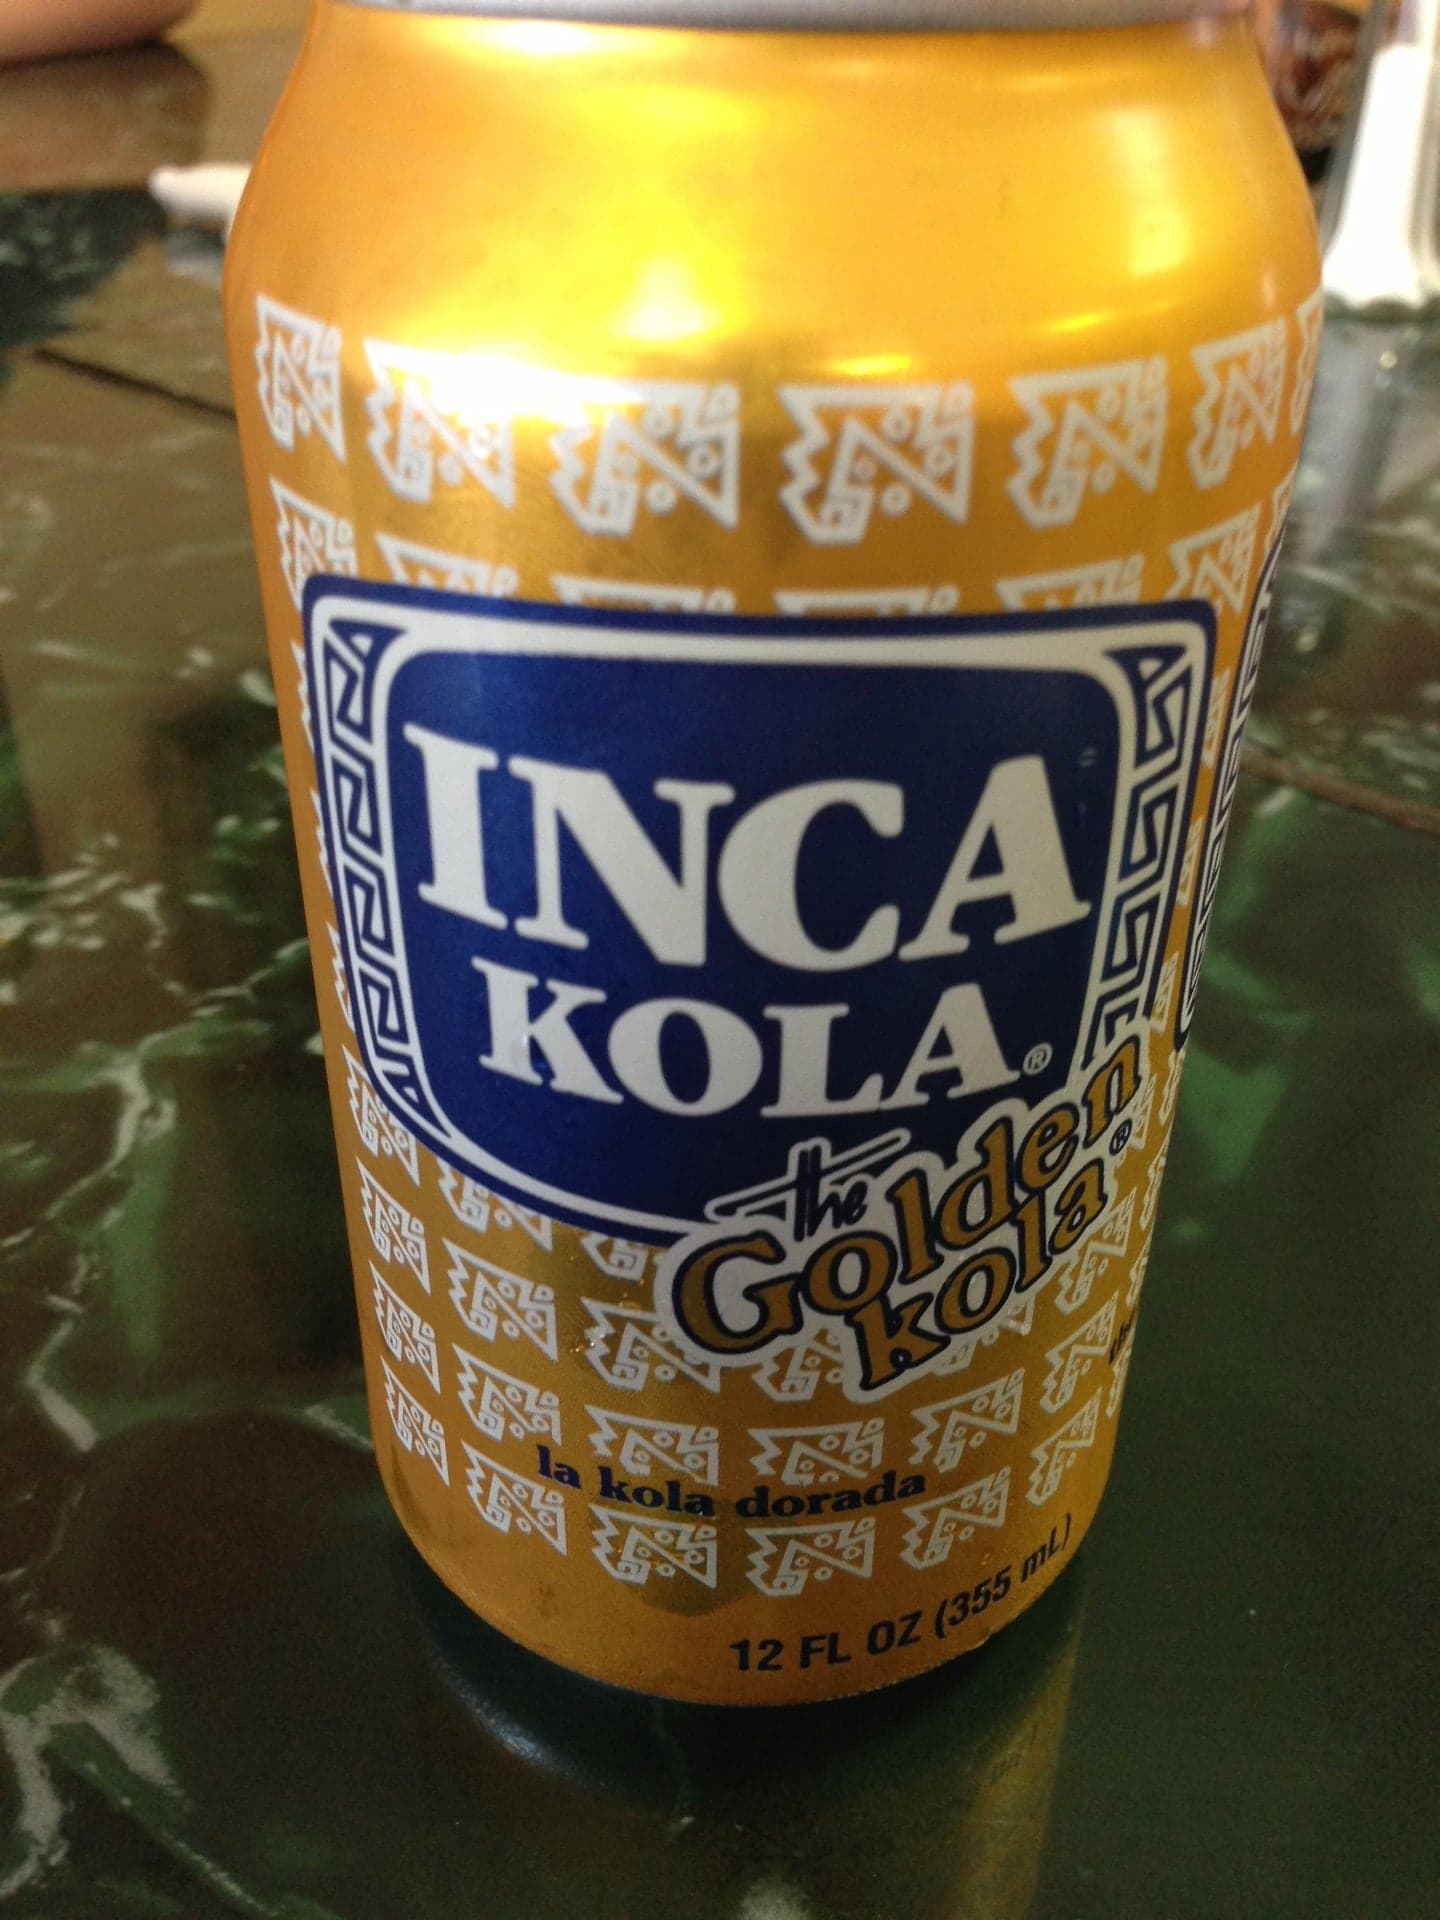 INCA
KOLA®
the
Golden
kola®
la kola dorada
12 FL OZ (355 mL)